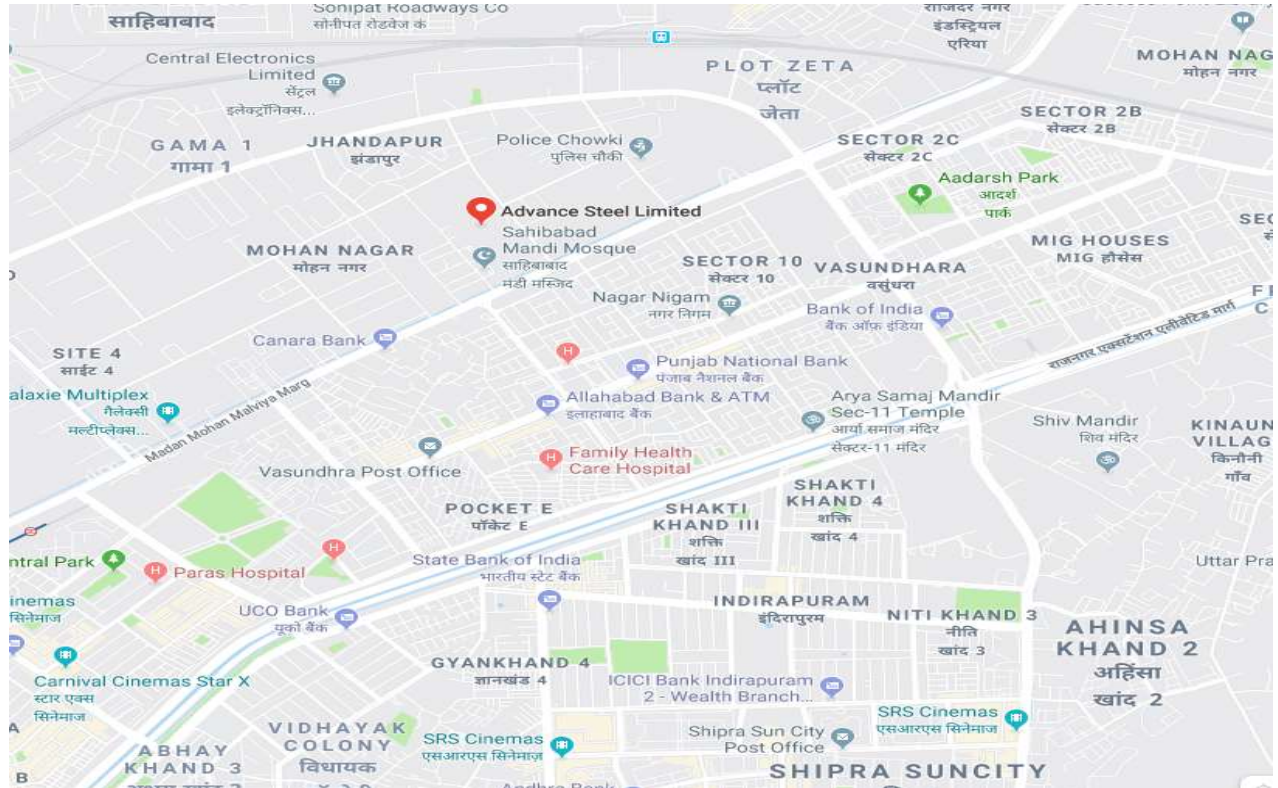 साहिबाबाद
Sonipat Roadways Co
सोनीपत रोडवेज कं
राजेंदर नगर
इंडस्ट्रियल
एरिया
MOHAN NAG
मोहन नगर
Central Electronics
Limited
सेंट्रल
इलेक्ट्रॉनिक्स...
PLOT ZETA
प्लॉट
जेता
GAMA 1
गामा 1
JHANDAPUR
झंडापुर
Police Chowki
पुलिस चौकी
SECTOR 2C
सेक्टर 2C
SECTOR 2B
सेक्टर 2B
Aadarsh Park
आदर्श
पार्क
Advance Steel Limited
Sahibabad
Mandi Mosque
साहिबाबाद
मंडी मस्जिद
MOHAN NAGAR
मोहन नगर
SECTOR 10
सेक्टर 10
VASUNDHARA
वसुंधरा
MIG HOUSES
MIG हौसेस
SEC
Nagar Nigam
नगर निगम
Bank of India
बैंक ऑफ़ इंडिया
राजनगर एक्सटेंशन एलीवेटिड मार्ग
Canara Bank
SITE 4
साईट 4
Punjab National Bank
पंजाब नैशनल बैंक
alaxie Multiplex
गैलेक्सी
मल्टीप्लेक्स...
Madan Mohan Malviya Marg
Allahabad Bank & ATM
इलाहाबाद बैंक
Arya Samaj Mandir
Sec-11 Temple
आर्या समाज मंदिर
सेक्टर-11 मंदिर
Shiv Mandir
शिव मंदिर
KINAUN
VILLAG
किनौनी
गाँव
Vasundhra Post Office
Family Health
Care Hospital
POCKET E
पॉकेट E
SHAKTI
KHAND III
शक्ति
खांद III
SHAKTI
KHAND 4
शक्ति
खांद 4
ntral Park
Paras Hospital
State Bank of India
भारतीय स्टेट बैंक
Uttar Pra
inemas
सिनेमाज
UCO Bank
यूको बैंक
INDIRAPURAM
इंदिरापुरम
NITI KHAND 3
नीति
खांद 3
AHINSA
KHAND 2
अहिंसा
खांद 2
Carnival Cinemas Star X
स्टार एक्स
सिनेमाज
GYANKHAND 4
ज्ञानखंड 4
ICICI Bank Indirapuram
2 - Wealth Branch...
VIDHAYAK
COLONY
विधायक
SRS Cinemas
एसआरएस सिनेमाज़
Shipra Sun City
Post Office
SRS Cinemas
एसआरएस सिनेमाज
ABHAY
KHAND 3
SHIPRA SUNCITY
A
B